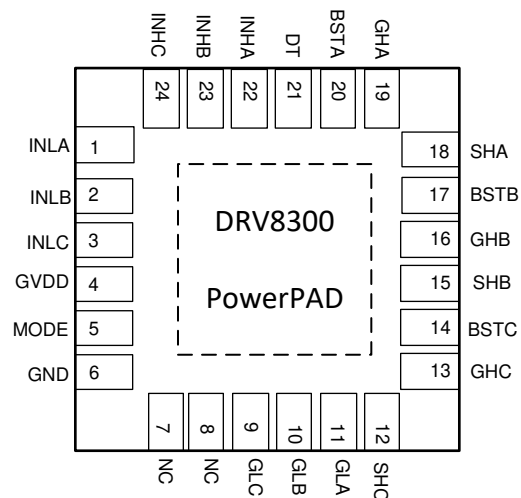 INHC
INHB
INHA
DT
BSTA
GHA
24
23
22
21
20
19
INLA 1
INLB 2
INLC 3
GVDD 4
MODE 5
GND 6
DRV8300
PowerPAD
18 SHA
17 BSTB
16 GHB
15 SHB
14 BSTC
13 GHC
7
8
9
10
11
12
NC
NC
GLC
GLB
GLA
SHC